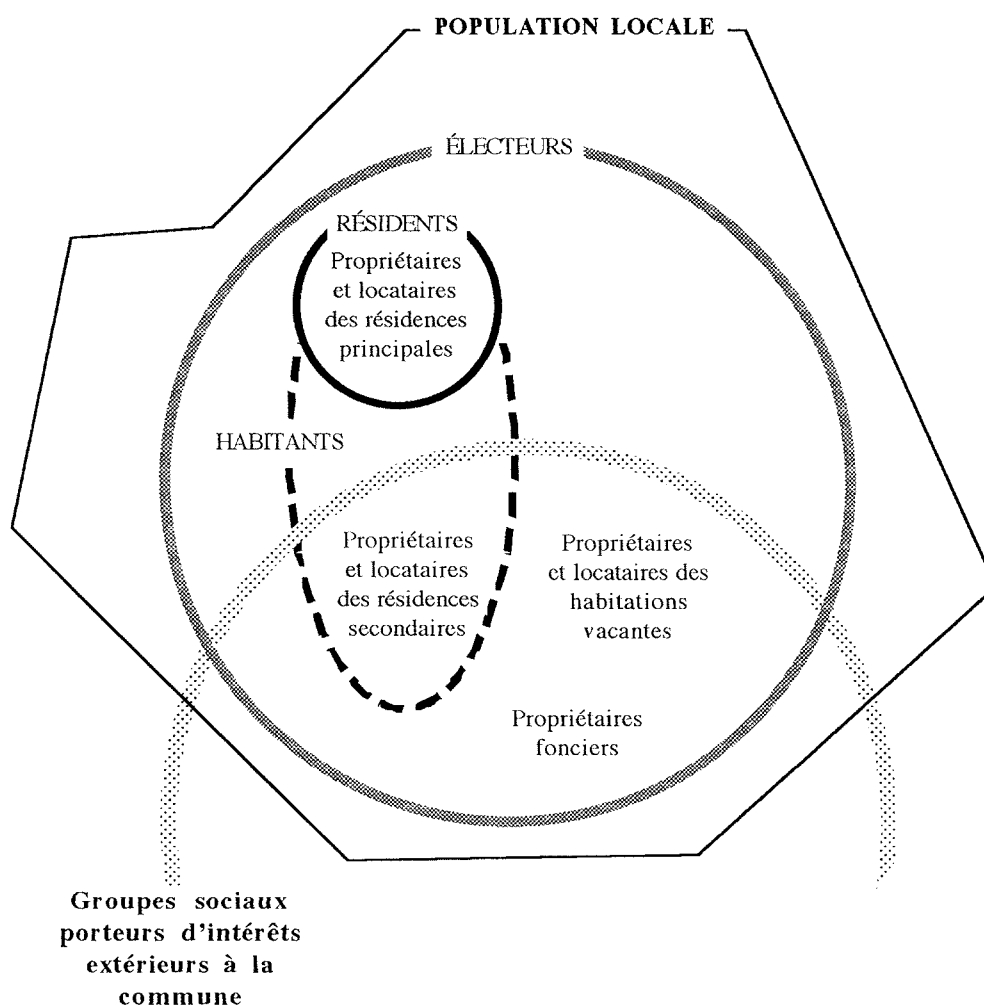 POPULATION LOCALE
ÉLECTEURS
RÉSIDENTS
Propriétaires
et locataires
des résidences
principales
HABITANTS
Propriétaires
et locataires
des résidences
secondaires
Propriétaires
et locataires des
habitations
vacantes
Propriétaires
fonciers
Groupes sociaux
porteurs d'intérêts
extérieurs à la
commune